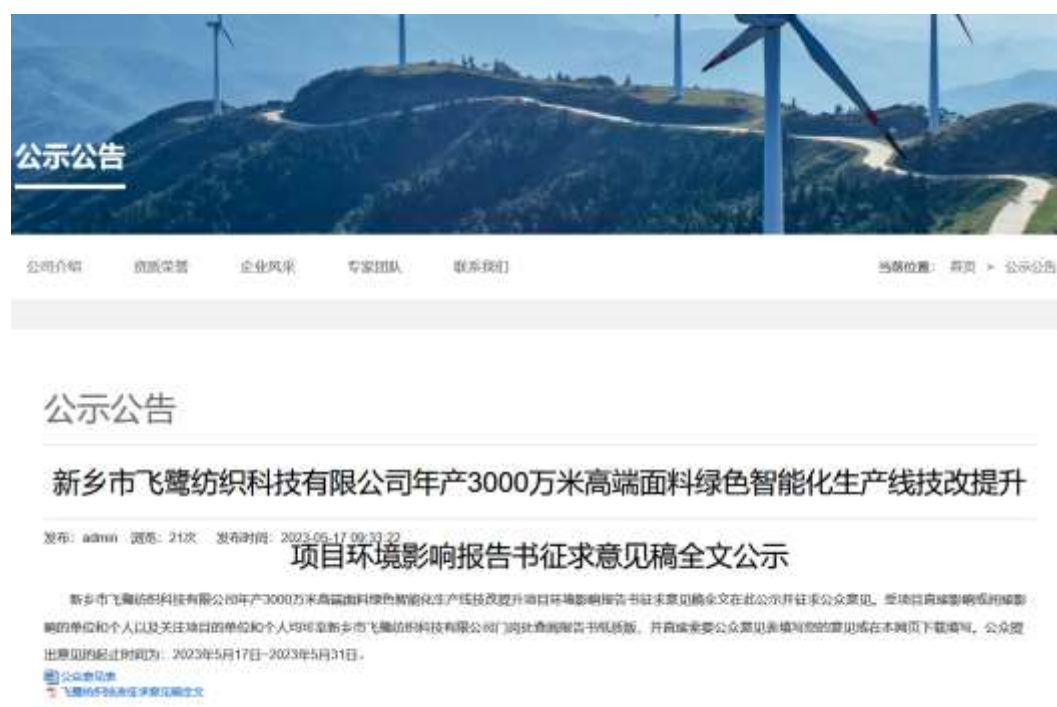 公示公告
公司介绍 资质荣誉 企业风采 专家团队 联系我们 当前位置： 首页 > 公示公告
公示公告
新乡市飞鹭纺织科技有限公司年产3000万米高端面料绿色智能化生产线技改提升
发布：admin 浏览：21次 发布时间：2023-05-17 09:33:22
项目环境影响报告书征求意见稿全文公示
新乡市飞鹭纺织科技有限公司年产3000万米高端面料绿色智能化生产线技改提升项目环境影响报告书征求意见稿全文在此公示并征求公众意见，受项目直接影响或间接影
响的单位和个人以及关注项目的单位和个人均可至新乡市飞鹭纺织科技有限公司门岗处查阅报告书纸质版，并直接索要公众意见表填写您的意见或在本网页下载填写。公众提
出意见的起止时间为：2023年5月17日-2023年5月31日。
公众意见表
飞鹭纺织技改征求意见稿全文